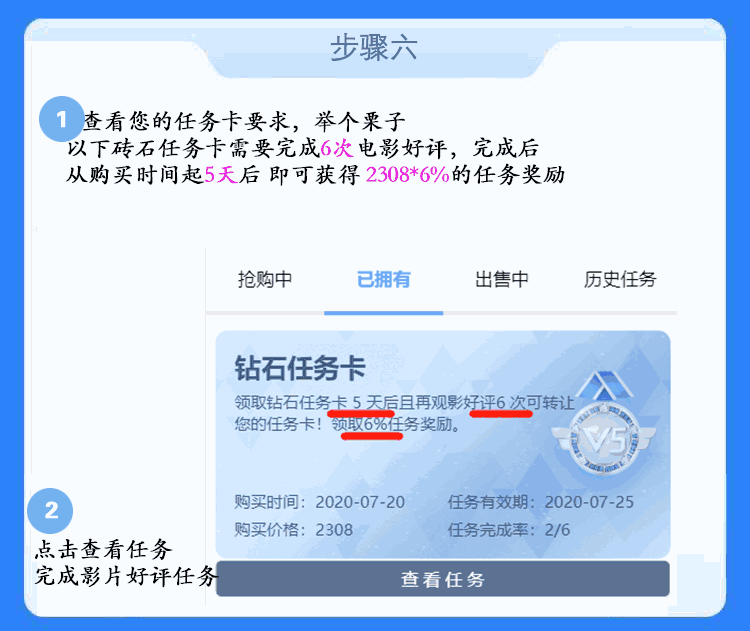 步骤六
1
查看您的任务卡要求，举个栗子
以下砖石任务卡需要完成6次电影好评，完成后
从购买时间起5天后 即可获得 2308*6%的任务奖励
抢购中 已拥有 出售中 历史任务
钻石任务卡
领取钻石任务卡 5 天后且再观影好评6 次可转让
您的任务卡！领取6%任务奖励。
V5
购买时间：2020-07-20 任务有效期：2020-07-25
购买价格：2308 任务完成率：2/6
2
点击查看任务
完成影片好评任务
查看任务